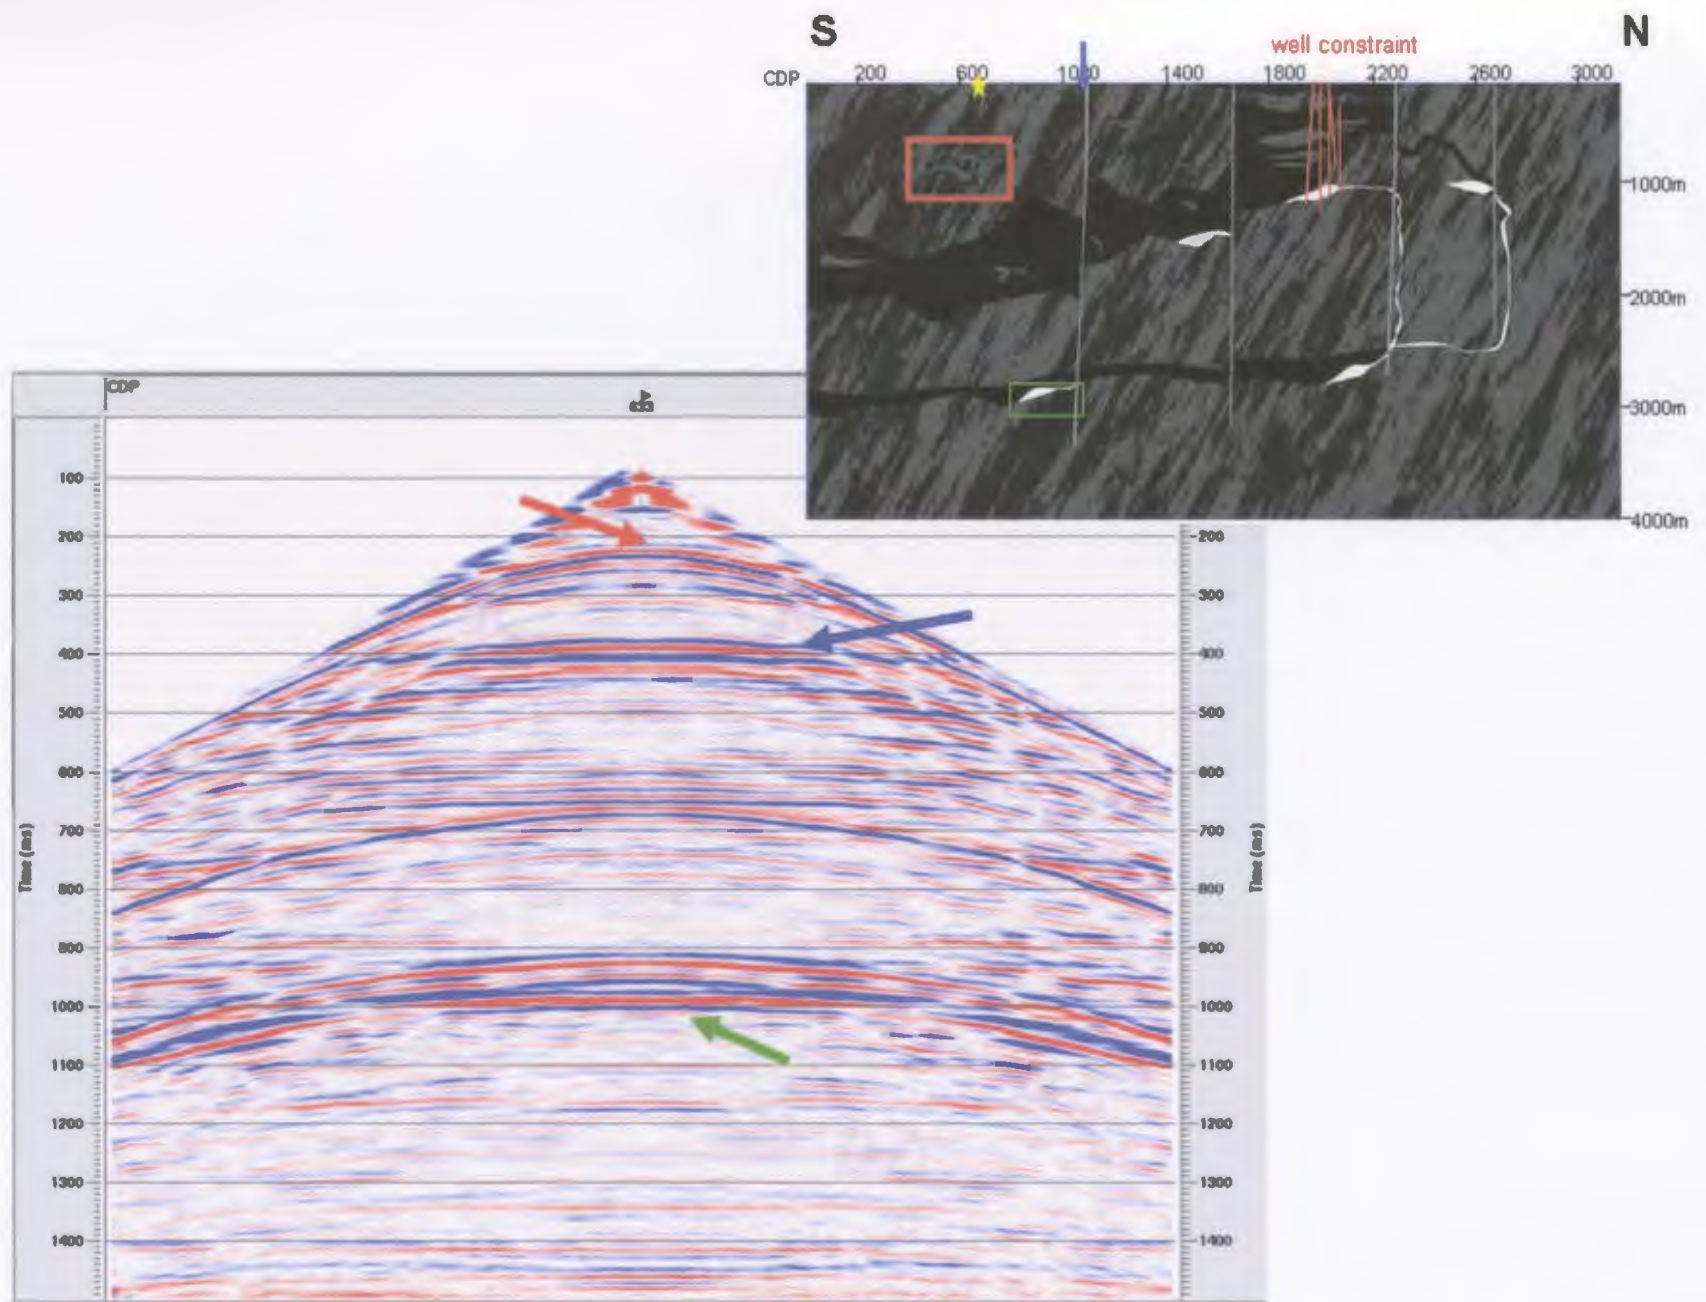 S N
well constraint
CDP 200 600 1000 1400 1800 2200 2600 3000
1000m
2000m
3000m
4000m
CDP
100
200 200
300 300
400 400
500 500
600 600
700 700
Time (ms) Time (ms)
800 800
900 900
1000 1000
1100 1100
1200 1200
1300 1300
1400 1400